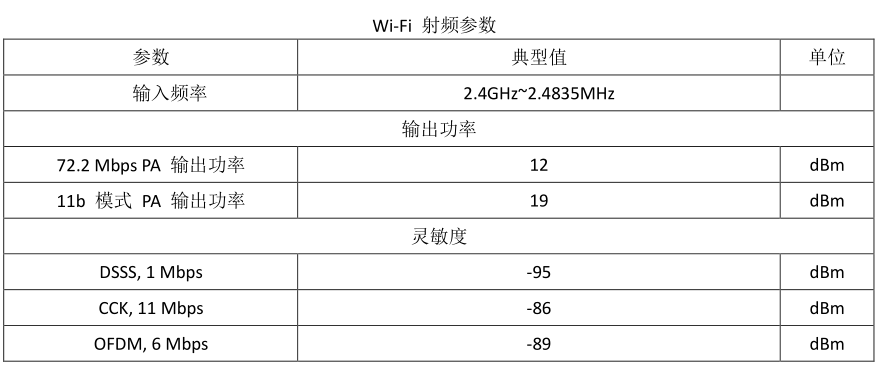 Wi-Fi 射频参数
参数 典型值 单位
输入频率 2.4GHz~2.4835MHz
输出功率
72.2 Mbps PA 输出功率 12 dBm
11b 模式 PA 输出功率 19 dBm
灵敏度
DSSS, 1 Mbps -95 dBm
CCK, 11 Mbps -86 dBm
OFDM, 6 Mbps -89 dBm